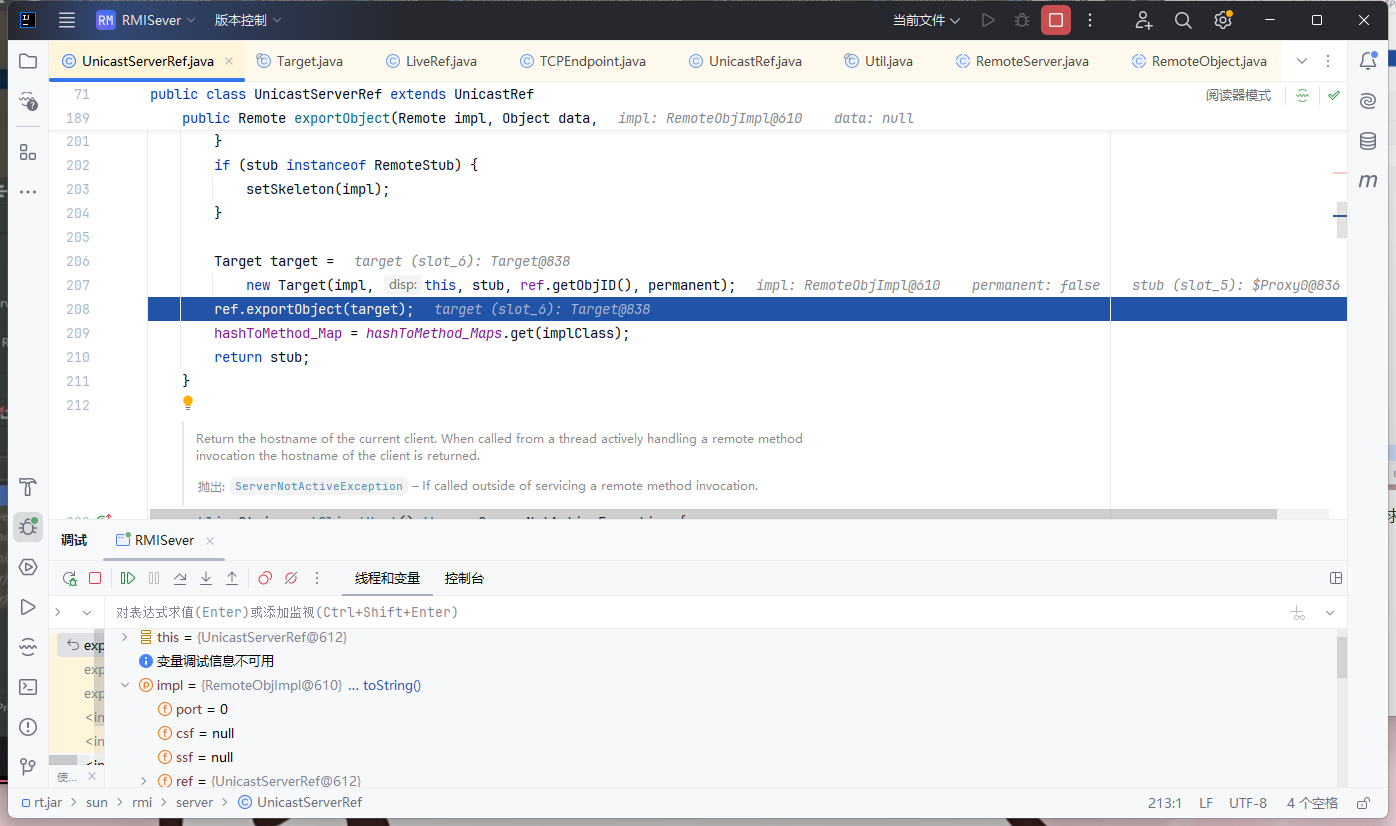 RM RMISever 版本控制 当前文件
UnicastServerRef.java Target.java LiveRef.java TCPEndpoint.java UnicastRef.java Util.java RemoteServer.java RemoteObject.java
71 public class UnicastServerRef extends UnicastRef 阅读器模式
189 public Remote exportObject(Remote impl, Object data, impl: RemoteObjImpl@610 data: null
201 }
202 if (stub instanceof RemoteStub) {
203 setSkeleton(impl);
204 }
205
206 Target target = target (slot_6): Target@838
207 new Target(impl, disp: this, stub, ref.getObjID(), permanent); impl: RemoteObjImpl@610 permanent: false stub (slot_5): $Proxy0@836
208 ref.exportObject(target); target (slot_6): Target@838
209 hashToMethod_Map = hashToMethod_Maps.get(implClass);
210 return stub;
211 }
212
Return the hostname of the current client. When called from a thread actively handling a remote method
invocation the hostname of the client is returned.
抛出: ServerNotActiveException – If called outside of servicing a remote method invocation.
调试 RMISever
线程和变量 控制台
对表达式求值(Enter)或添加监视(Ctrl+Shift+Enter)
this = {UnicastServerRef@612}
变量调试信息不可用
impl = {RemoteObjImpl@610} ... toString()
port = 0
csf = null
ssf = null
ref = {UnicastServerRef@612}
exp
exp
exp
<in
<in
使...
rt.jar > sun > rmi > server > UnicastServerRef 213:1 LF UTF-8 4 个空格